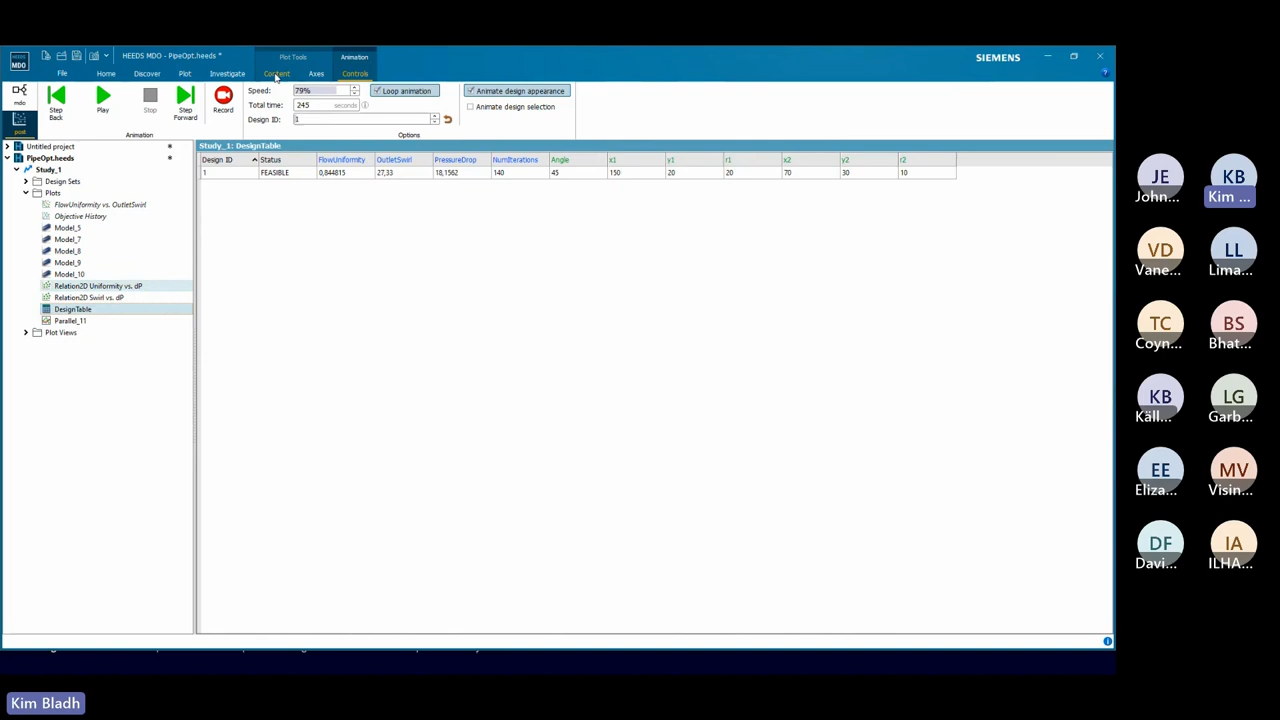 HEEDS MDO
HEEDS MDO - PipeOpt.heeds *
Plot Tools
Animation
SIEMENS
File
Home
Discover
Plot
Investigate
Content
Axes
Controls
mdo
post
Step Back
Play
Stop
Step Forward
Record
Animation
Speed: 79%
Total time: 245 seconds
Design ID: 1
Loop animation
Animate design appearance
Animate design selection
Options
Untitled project *
PipeOpt.heeds *
Study_1
Design Sets
Plots
FlowUniformity vs. OutletSwirl
Objective History
Model_5
Model_7
Model_8
Model_9
Model_10
Relation2D Uniformity vs. dP
Relation2D Swirl vs. dP
DesignTable
Parallel_11
Plot Views
Study_1: DesignTable
Design ID Status FlowUniformity OutletSwirl PressureDrop NumIterations Angle x1 y1 r1 x2 y2 r2
1 FEASIBLE 0,844815 27,33 18,1562 140 45 150 20 20 70 30 10
JE
John...
KB
Kim ...
VD
Vane...
LL
Lima...
TC
Coyn...
BS
Bhat...
KB
Käll...
LG
Garb...
EE
Eliza...
MV
Visin...
DF
Davi...
IA
ILHA...
Kim Bladh